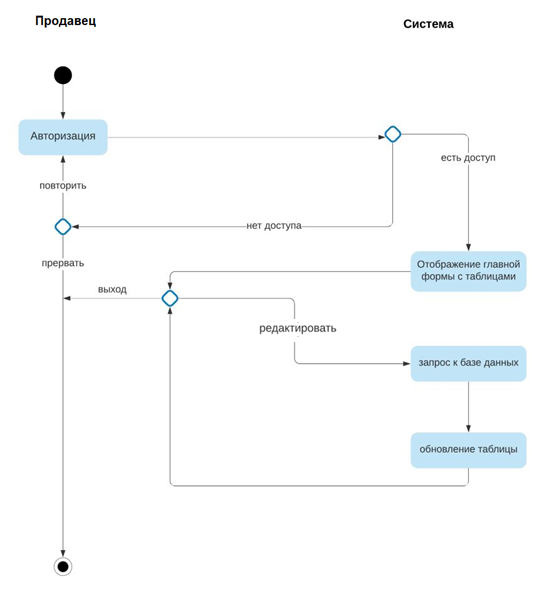 Продавец
Система
Авторизация
есть доступ
повторить
нет доступа
прервать
Отображение главной
формы с таблицами
выход
редактировать
запрос к базе данных
обновление таблицы